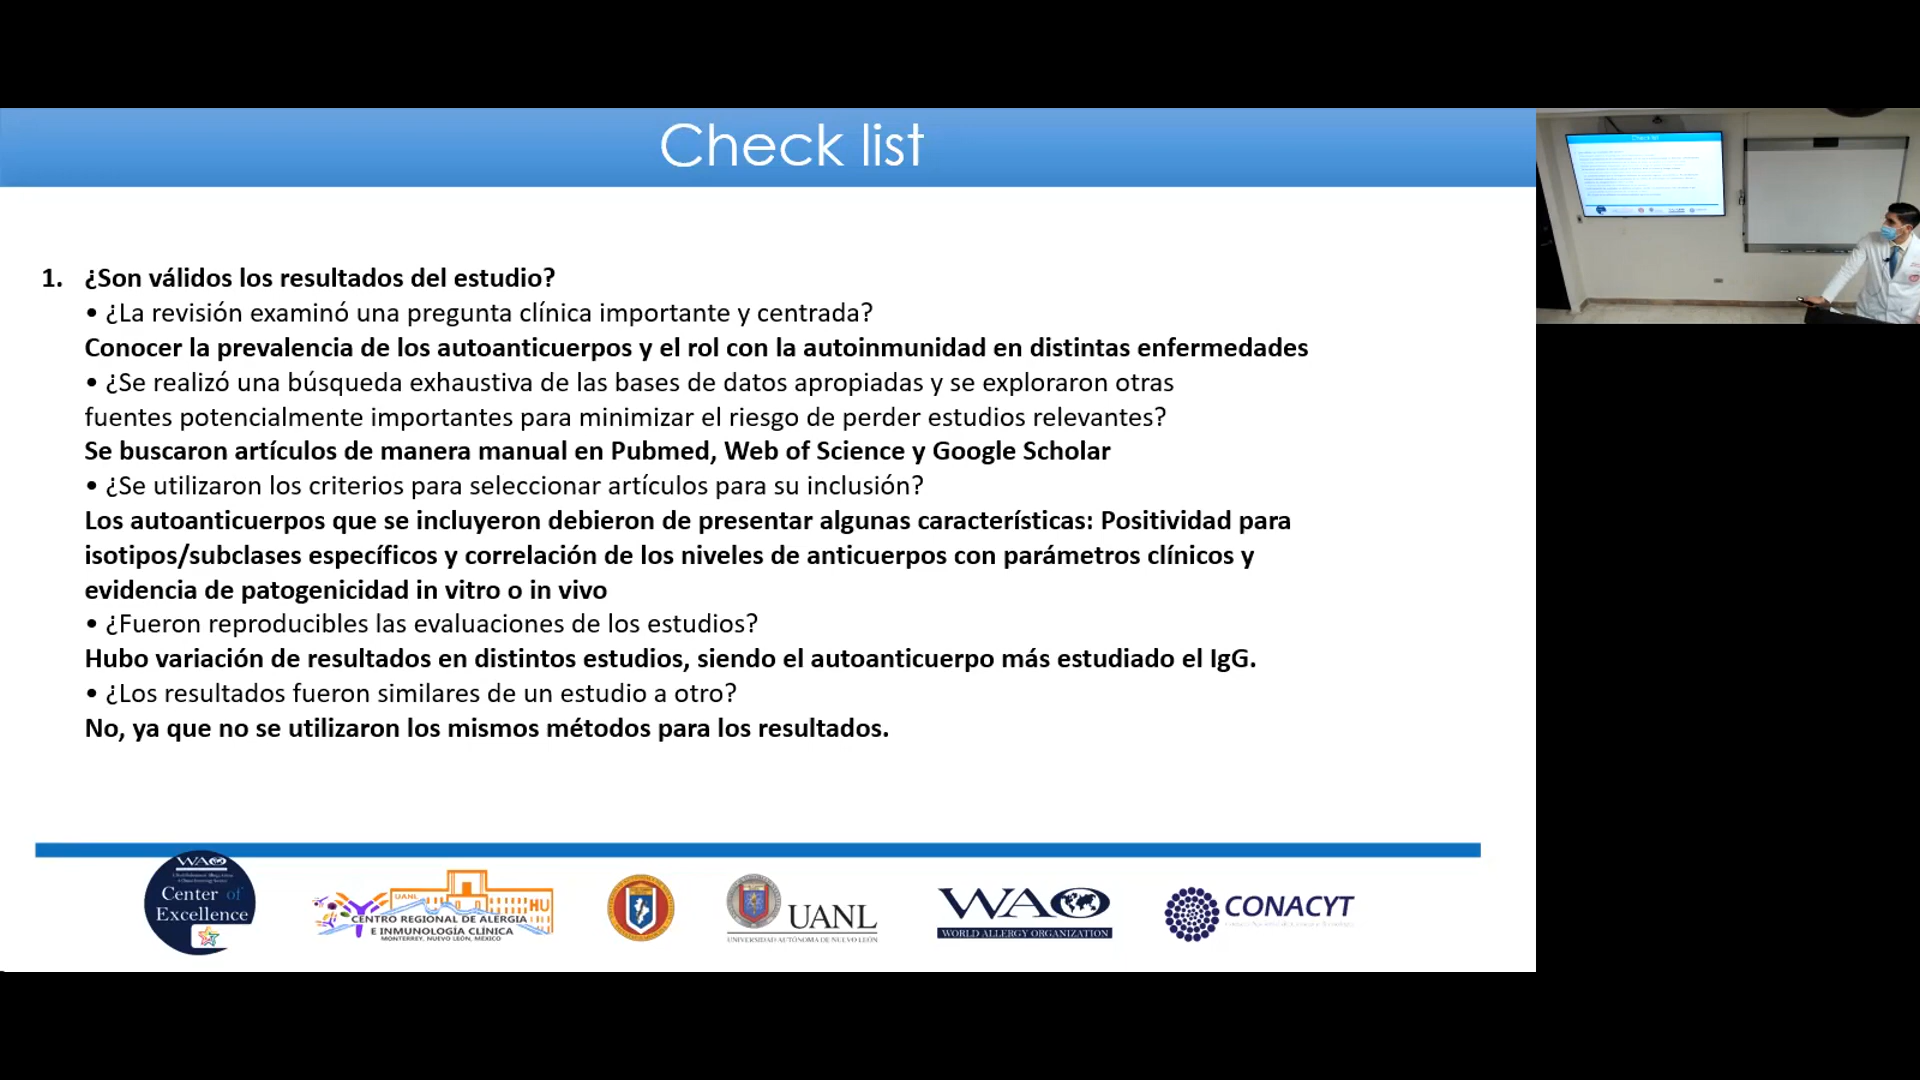 Check list
1. ¿Son válidos los resultados del estudio?
• ¿La revisión examinó una pregunta clínica importante y centrada?
Conocer la prevalencia de los autoanticuerpos y el rol con la autoinmunidad en distintas enfermedades
• ¿Se realizó una búsqueda exhaustiva de las bases de datos apropiadas y se exploraron otras
fuentes potencialmente importantes para minimizar el riesgo de perder estudios relevantes?
Se buscaron artículos de manera manual en Pubmed, Web of Science y Google Scholar
• ¿Se utilizaron los criterios para seleccionar artículos para su inclusión?
Los autoanticuerpos que se incluyeron debieron de presentar algunas características: Positividad para
isotipos/subclases específicos y correlación de los niveles de anticuerpos con parámetros clínicos y
evidencia de patogenicidad in vitro o in vivo
• ¿Fueron reproducibles las evaluaciones de los estudios?
Hubo variación de resultados en distintos estudios, siendo el autoanticuerpo más estudiado el IgG.
• ¿Los resultados fueron similares de un estudio a otro?
No, ya que no se utilizaron los mismos métodos para los resultados.
WAO
Center of
Excellence
UANL
HU
CENTRO REGIONAL DE ALERGIA
E INMUNOLOGÍA CLÍNICA
MONTERREY, NUEVO LEÓN, MÉXICO
UANL
UNIVERSIDAD AUTÓNOMA DE NUEVO LEÓN
WAO
WORLD ALLERGY ORGANIZATION
CONACYT
Check list